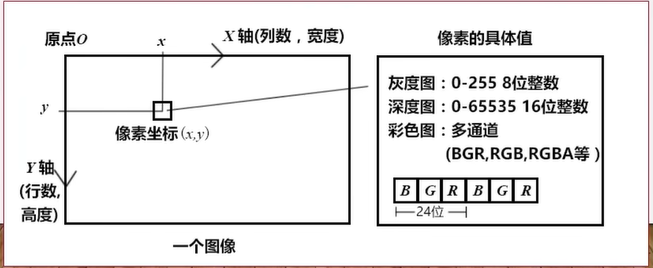 原点O
x
X 轴(列数，宽度)
y
像素坐标(x,y)
Y 轴
(行数,
高度)
一个图像
像素的具体值
灰度图：0-255 8位整数
深度图：0-65535 16位整数
彩色图：多通道
(BGR,RGB,RGBA等 )
B G R B G R
24位